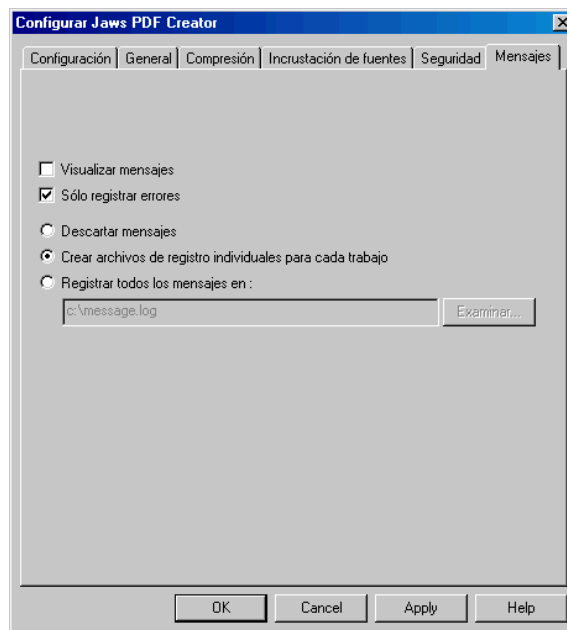 Configurar Jaws PDF Creator
Configuración General Compresión Incrustación de fuentes Seguridad Mensajes
Visualizar mensajes
Sólo registrar errores
Descartar mensajes
Crear archivos de registro individuales para cada trabajo
Registrar todos los mensajes en :
c:\message.log Examinar...
OK Cancel Apply Help